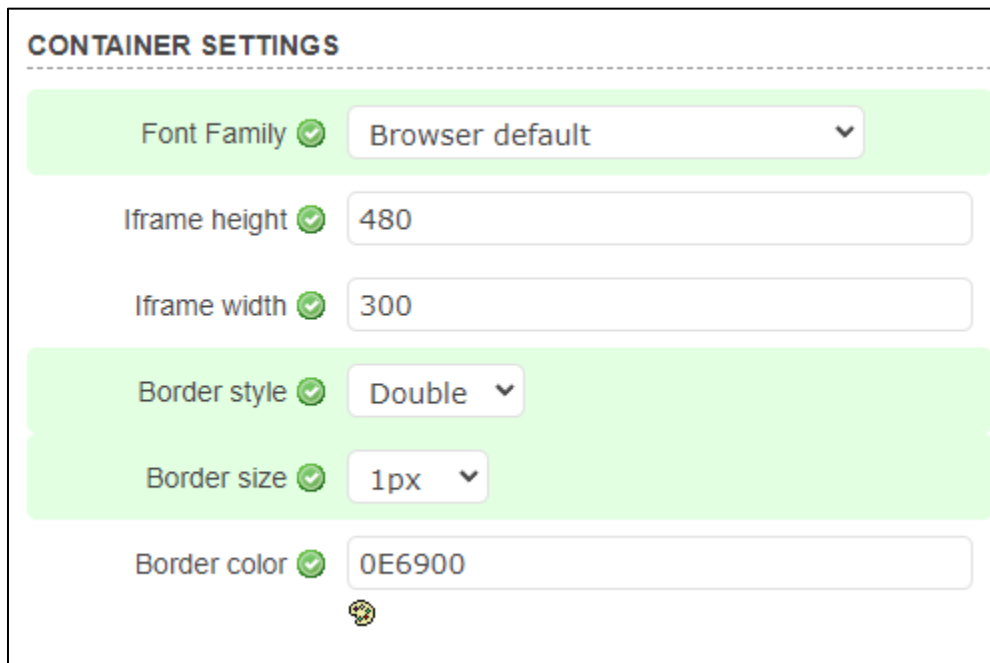 CONTAINER SETTINGS
Font Family Browser default
Iframe height 480
Iframe width 300
Border style Double
Border size 1px
Border color 0E6900